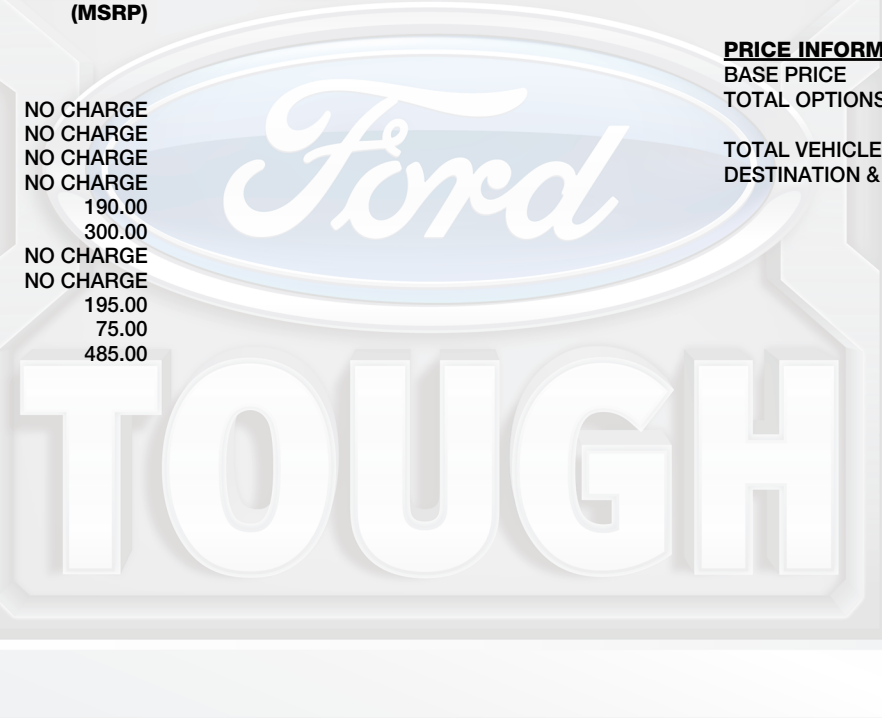 (MSRP)
NO CHARGE
NO CHARGE
NO CHARGE
NO CHARGE
190.00
300.00
NO CHARGE
NO CHARGE
195.00
75.00
485.00
PRICE INFORM
BASE PRICE
TOTAL OPTIONS
TOTAL VEHICLE
DESTINATION &
Ford
TOUGH